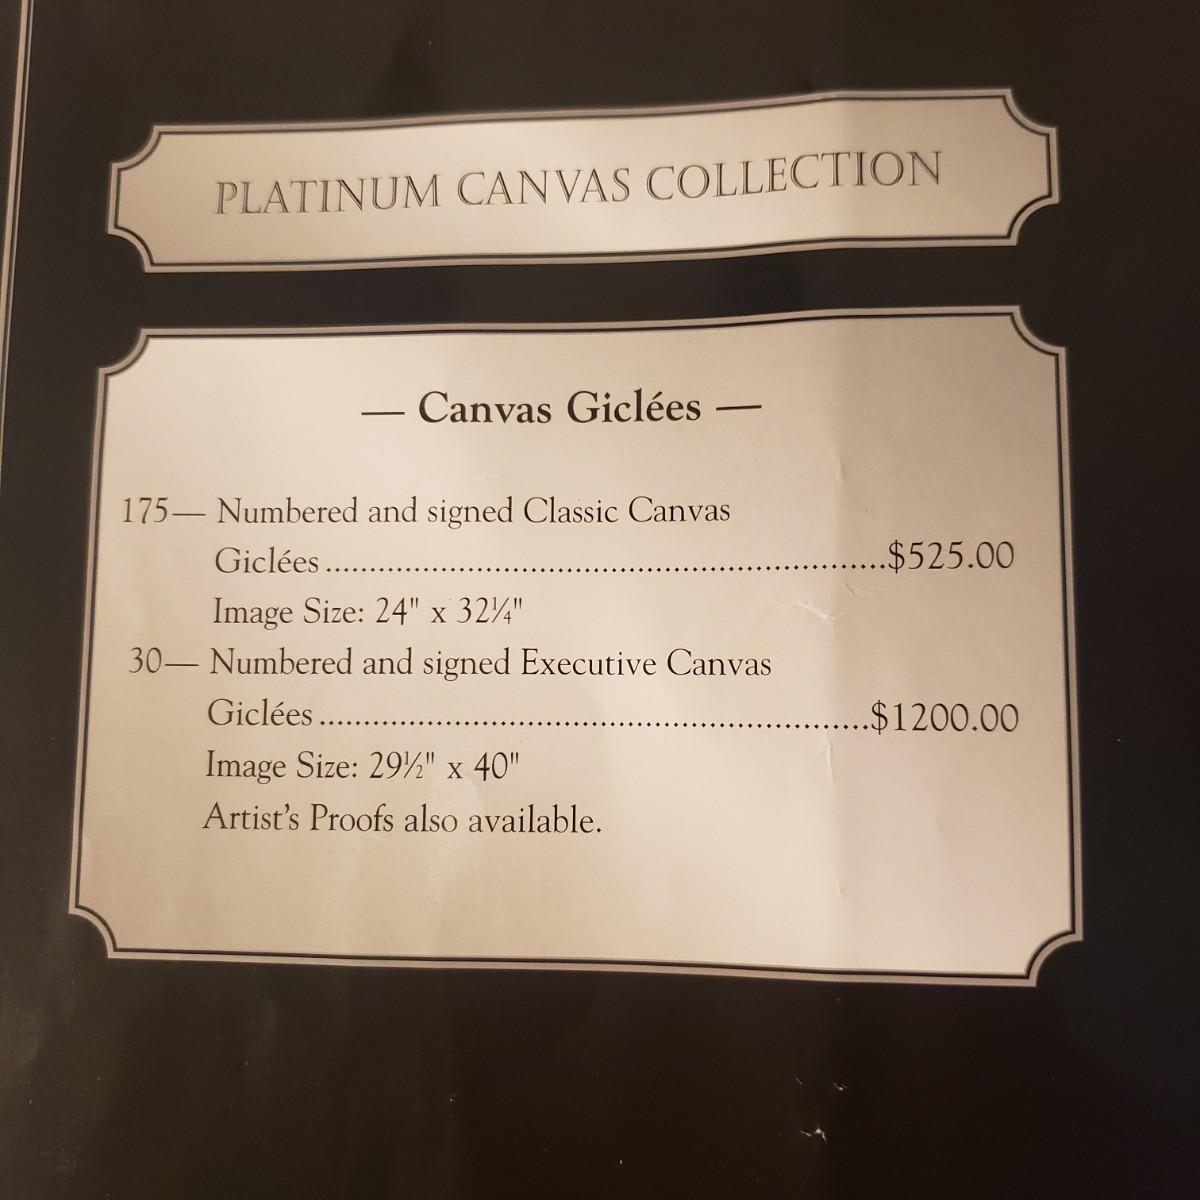 PLATINUM CANVAS COLLECTION
— Canvas Giclées —
175— Numbered and signed Classic Canvas
Giclées................................................................$525.00
Image Size: 24" x 32¼"
30— Numbered and signed Executive Canvas
Giclées...............................................................$1200.00
Image Size: 29½" x 40"
Artist's Proofs also available.